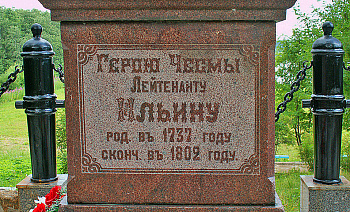 Герою Чесмы
Лейтенанту
Ильину
род. въ 1737 году
сконч. въ 1802 году.